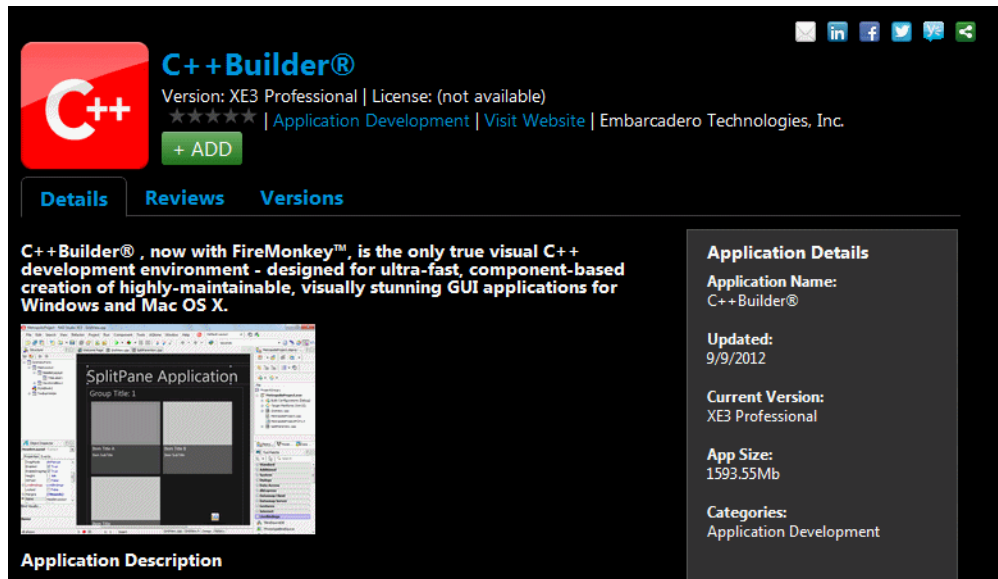 C++
C++Builder®
Version: XE3 Professional | License: (not available)
| Application Development | Visit Website | Embarcadero Technologies, Inc.
+ ADD
Details
Reviews
Versions
C++Builder® , now with FireMonkey™, is the only true visual C++
development environment - designed for ultra-fast, component-based
creation of highly-maintainable, visually stunning GUI applications for
Windows and Mac OS X.
SplitPane Application
Group Title: 1
Application Description
Application Details
Application Name:
C++Builder®
Updated:
9/9/2012
Current Version:
XE3 Professional
App Size:
1593.55Mb
Categories:
Application Development